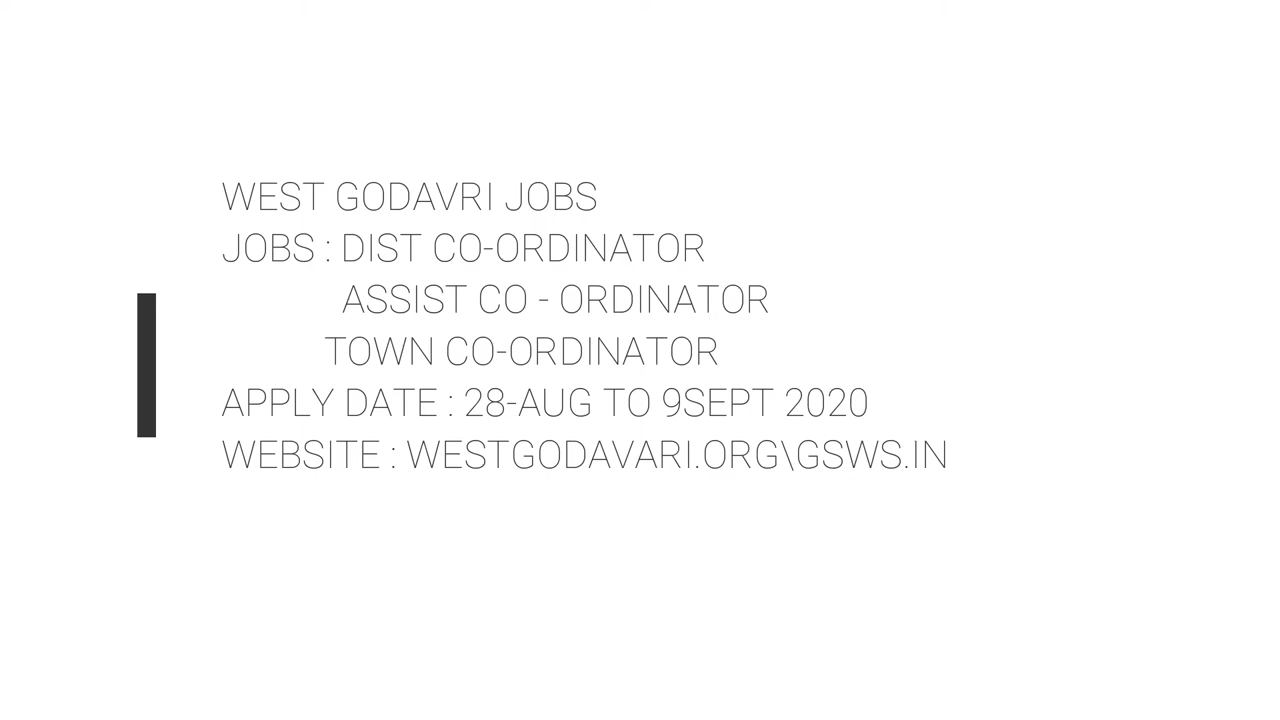 WEST GODAVRI JOBS
JOBS : DIST CO-ORDINATOR
ASSIST CO - ORDINATOR
TOWN CO-ORDINATOR
APPLY DATE : 28-AUG TO 9SEPT 2020
WEBSITE : WESTGODAVARI.ORG\GSWS.IN